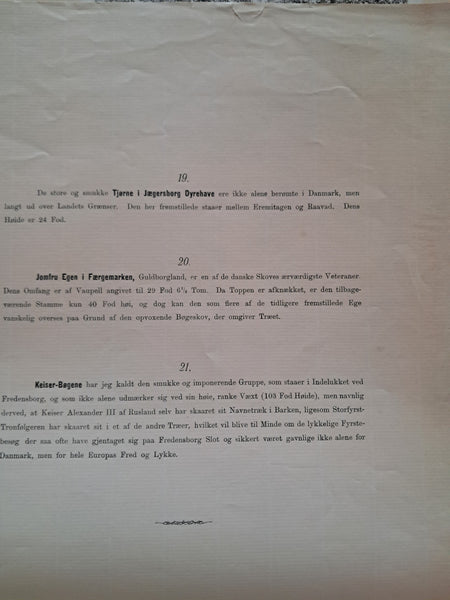 19.
De store og smukke Tjørne i Jægersborg Dyrehave ere ikke alene berømte i Danmark, men
langt ud over Landets Grænser. Den her fremstillede staaer mellem Eremitagen og Raavad. Dens
Høide er 24 Fod.
20.
Jomfru Egen i Færgemarken, Guldborgland, er en af de danske Skoves ærværdigste Veteraner.
Dens Omfang er af Vaupell angivet til 29 Fod 6½ Tom. Da Toppen er afknækket, er den tilbage-
værende Stamme kun 40 Fod høi, og dog kan den som flere af de tidligere fremstillede Ege
vanskelig overses paa Grund af den opvoxende Bøgeskov, der omgiver Træet.
21.
Keiser-Bøgene har jeg kaldt den smukke og imponerende Gruppe, som staaer i Indelukket ved
Fredensborg, og som ikke alene udmærker sig ved sin høie, ranke Væxt (103 Fod Høide), men navnlig
derved, at Keiser Alexander III af Rusland selv har skaaret sit Navnetræk i Barken, ligesom Storfyrst-
Tronfølgeren har skaaret sit i et af de andre Træer, hvilket vil blive til Minde om de lykkelige Fyrste-
besøg der saa ofte have gjentaget sig paa Fredensborg Slot og sikkert været gavnlige ikke alene for
Danmark, men for hele Europas Fred og Lykke.